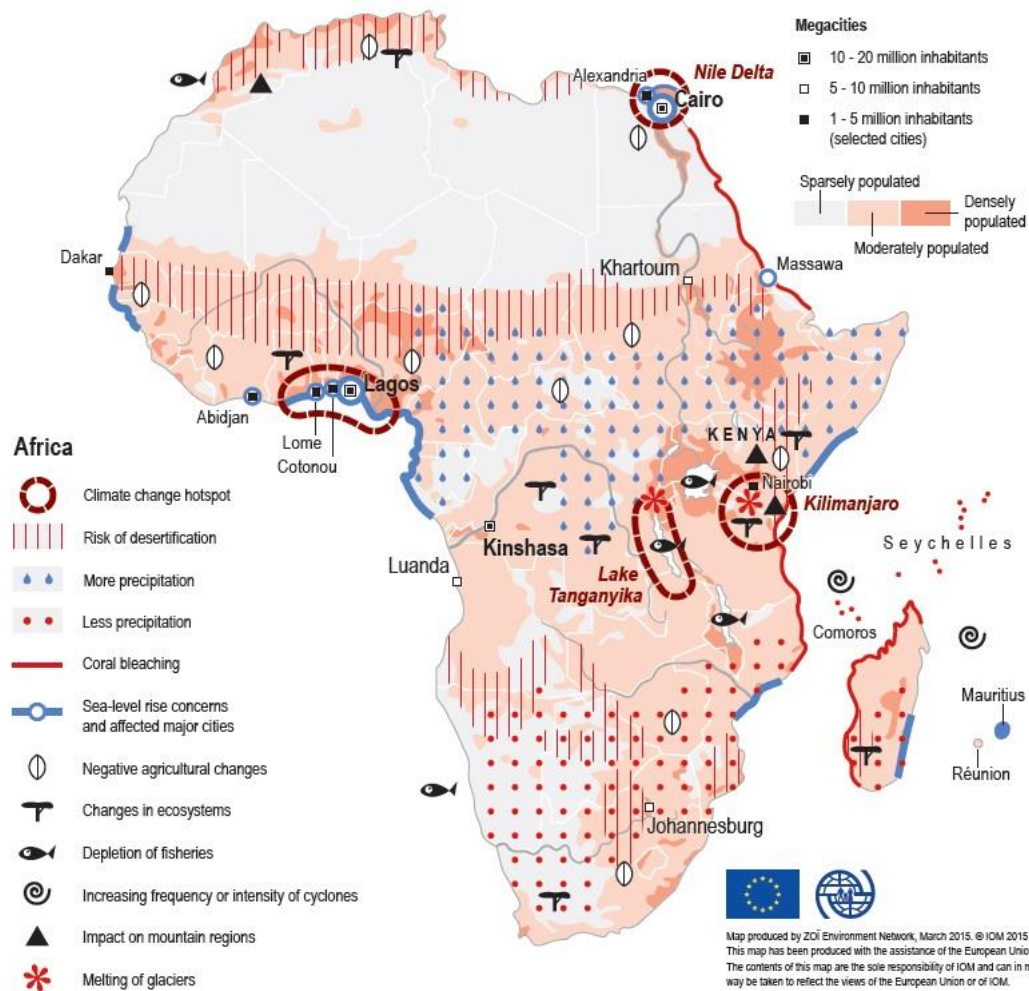 Megacities
10 - 20 million inhabitants
5 - 10 million inhabitants
1 - 5 million inhabitants
(selected cities)
Sparsely populated
Densely
populated
Moderately populated
Alexandria
Nile Delta
Cairo
Dakar
Khartoum
Massawa
Lagos
Abidjan
Lome
Cotonou
KENYA
Nairobi
Kilimanjaro
Kinshasa
Luanda
Lake
Tanganyika
Seychelles
Comoros
Mauritius
Réunion
Johannesburg
Africa
Climate change hotspot
Risk of desertification
More precipitation
Less precipitation
Coral bleaching
Sea-level rise concerns
and affected major cities
Negative agricultural changes
Changes in ecosystems
Depletion of fisheries
Increasing frequency or intensity of cyclones
Impact on mountain regions
Melting of glaciers
Map produced by ZOÏ Environment Network, March 2015. © IOM 2015
This map has been produced with the assistance of the European Unio
The contents of this map are the sole responsibility of IOM and can in n
way be taken to reflect the views of the European Union or of IOM.